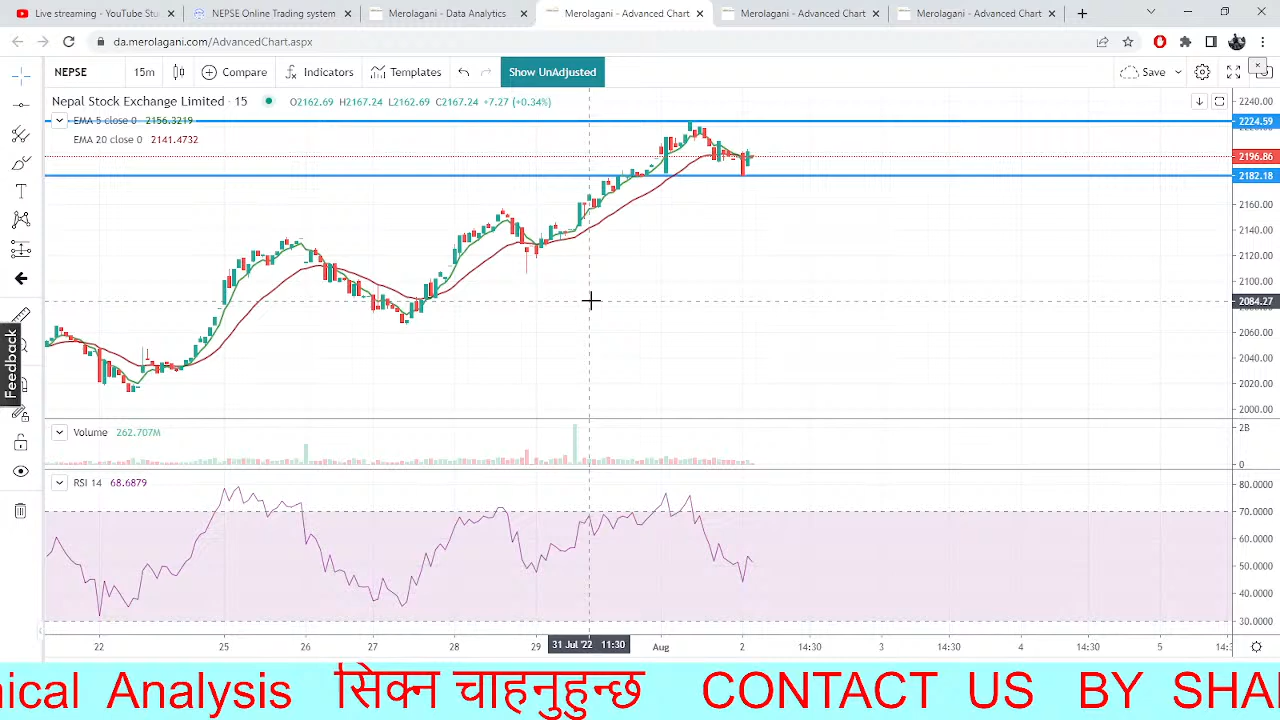 Live streaming - YouTube Stu
NEPSE Online Trading system
Merolagani - Data Analytics
Merolagani - Advanced Chart
Merolagani - Advanced Chart
Merolagani - Advanced Chart
da.merolagani.com/AdvancedChart.aspx
NEPSE 15m Compare Indicators Templates Show UnAdjusted Save
Nepal Stock Exchange Limited · 15 O2162.69 H2167.24 L2162.69 C2167.24 +7.27 (+0.34%)
EMA 5 close 0 2156.3219
EMA 20 close 0 2141.4732
2240.00
2224.59
2196.86
2182.18
2160.00
2140.00
2120.00
2100.00
2084.27
2060.00
2040.00
2020.00
2000.00
Feedback
Volume 262.707M
2B
0
RSI 14 68.6879
80.0000
70.0000
60.0000
50.0000
40.0000
30.0000
22 25 26 27 28 29 31 Jul '22 11:30 Aug 2 14:30 3 14:30 4 14:30 5
nical Analysis सिक्न चाहनुहुन्छ CONTACT US BY SHA